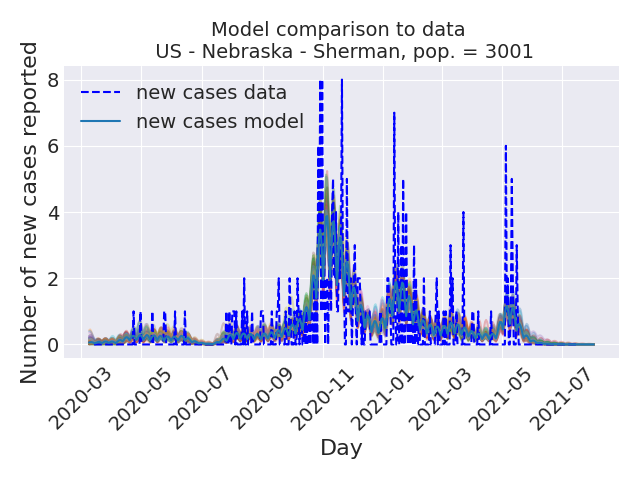 Model comparison to data
US - Nebraska - Sherman, pop. = 3001
Number of new cases reported
8
6
4
2
0
new cases data
new cases model
2020-03
2020-05
2020-07
2020-09
2020-11
2021-01
2021-03
2021-05
2021-07
Day